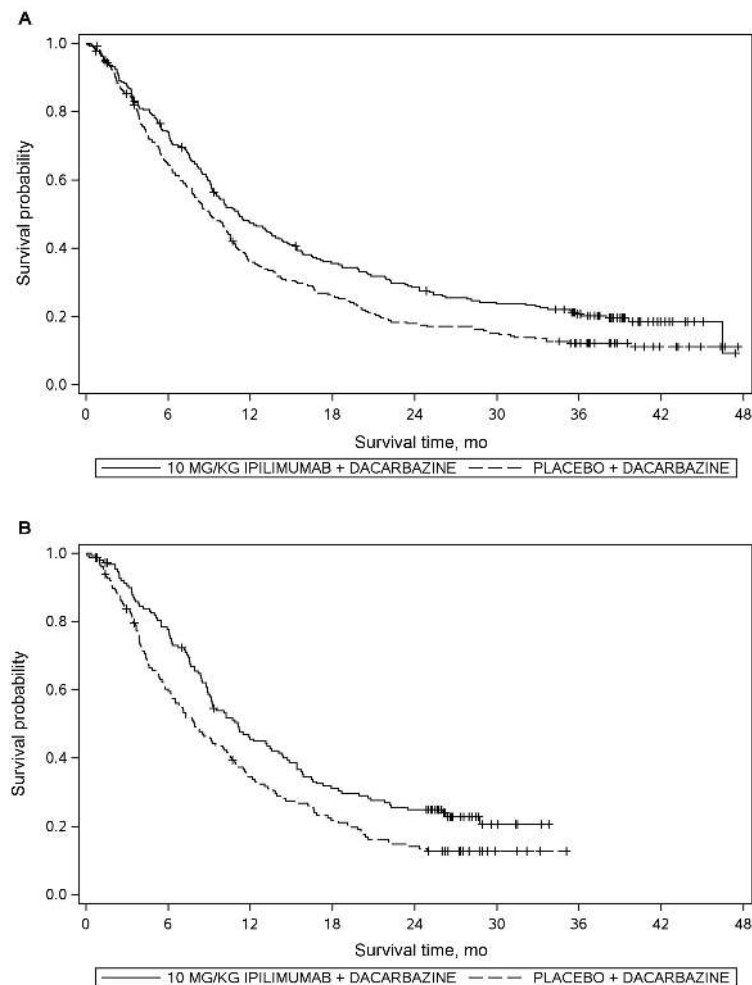 A
1.0
0.8
0.6
0.4
0.2
0.0
Survival probability
0 6 12 18 24 30 36 42 48
Survival time, mo
10 MG/KG IPILIMUMAB + DACARBAZINE PLACEBO + DACARBAZINE
B
1.0
0.8
0.6
0.4
0.2
0.0
Survival probability
0 6 12 18 24 30 36 42 48
Survival time, mo
10 MG/KG IPILIMUMAB + DACARBAZINE PLACEBO + DACARBAZINE